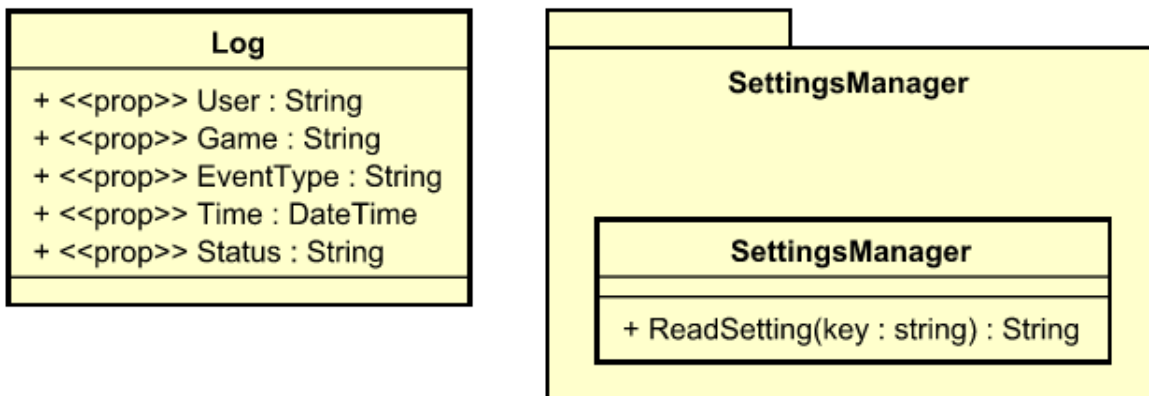 Log
+ <<prop>> User : String
+ <<prop>> Game : String
+ <<prop>> EventType : String
+ <<prop>> Time : DateTime
+ <<prop>> Status : String
SettingsManager
SettingsManager
+ ReadSetting(key : string) : String